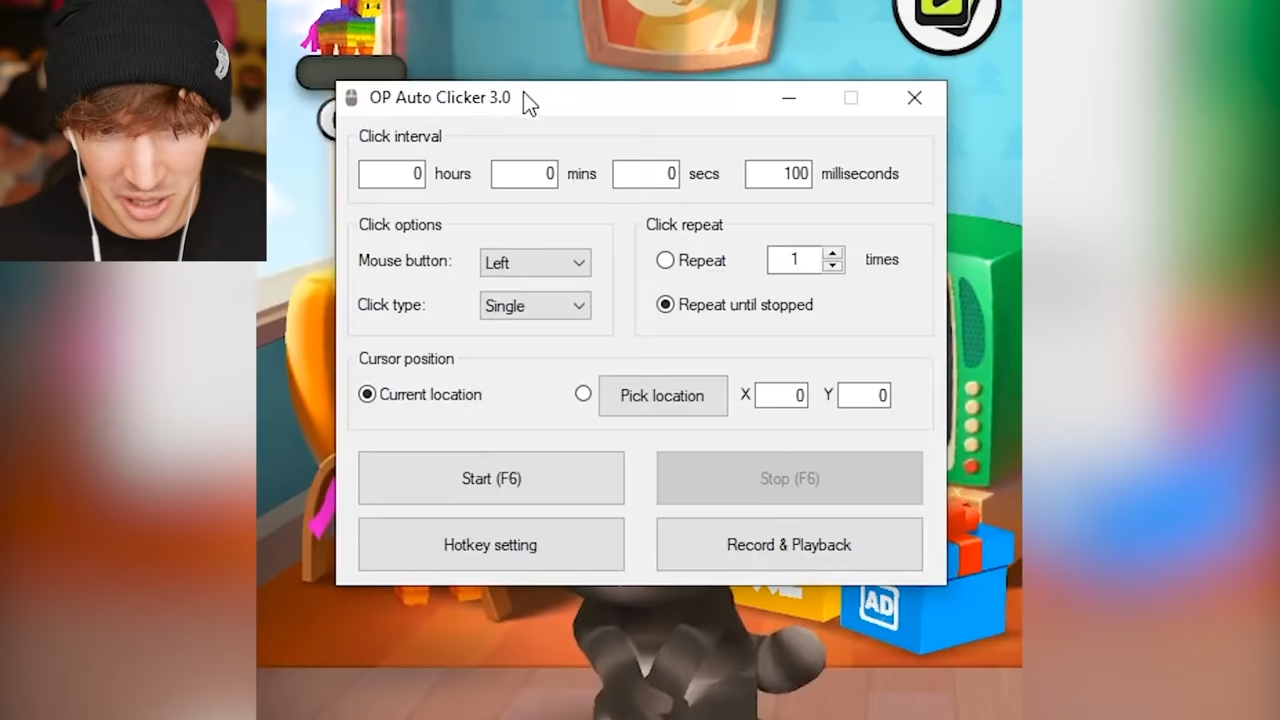 OP Auto Clicker 3.0
Click interval
0 hours 0 mins 0 secs 100 milliseconds
Click options
Mouse button: Left
Click type: Single
Click repeat
Repeat 1 times
Repeat until stopped
Cursor position
Current location Pick location X 0 Y 0
Start (F6) Stop (F6)
Hotkey setting Record & Playback
AD